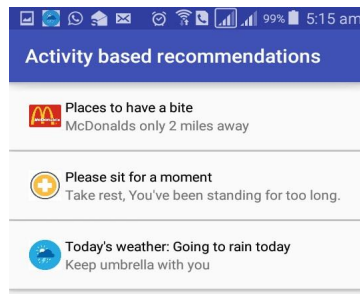 99% 5:15 am
Activity based recommendations
Places to have a bite
McDonalds only 2 miles away
Please sit for a moment
Take rest, You've been standing for too long.
Today's weather: Going to rain today
Keep umbrella with you